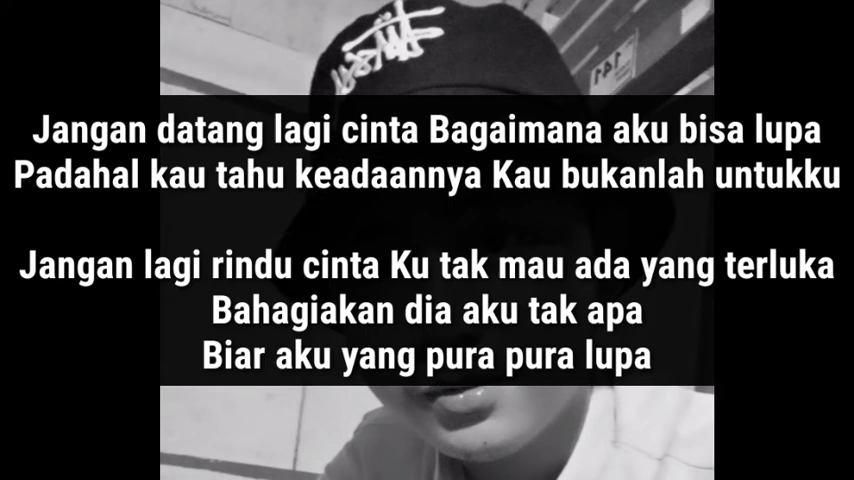 Jangan datang lagi cinta Bagaimana aku bisa lupa
Padahal kau tahu keadaannya Kau bukanlah untukku
Jangan lagi rindu cinta Ku tak mau ada yang terluka
Bahagiakan dia aku tak apa
Biar aku yang pura pura lupa